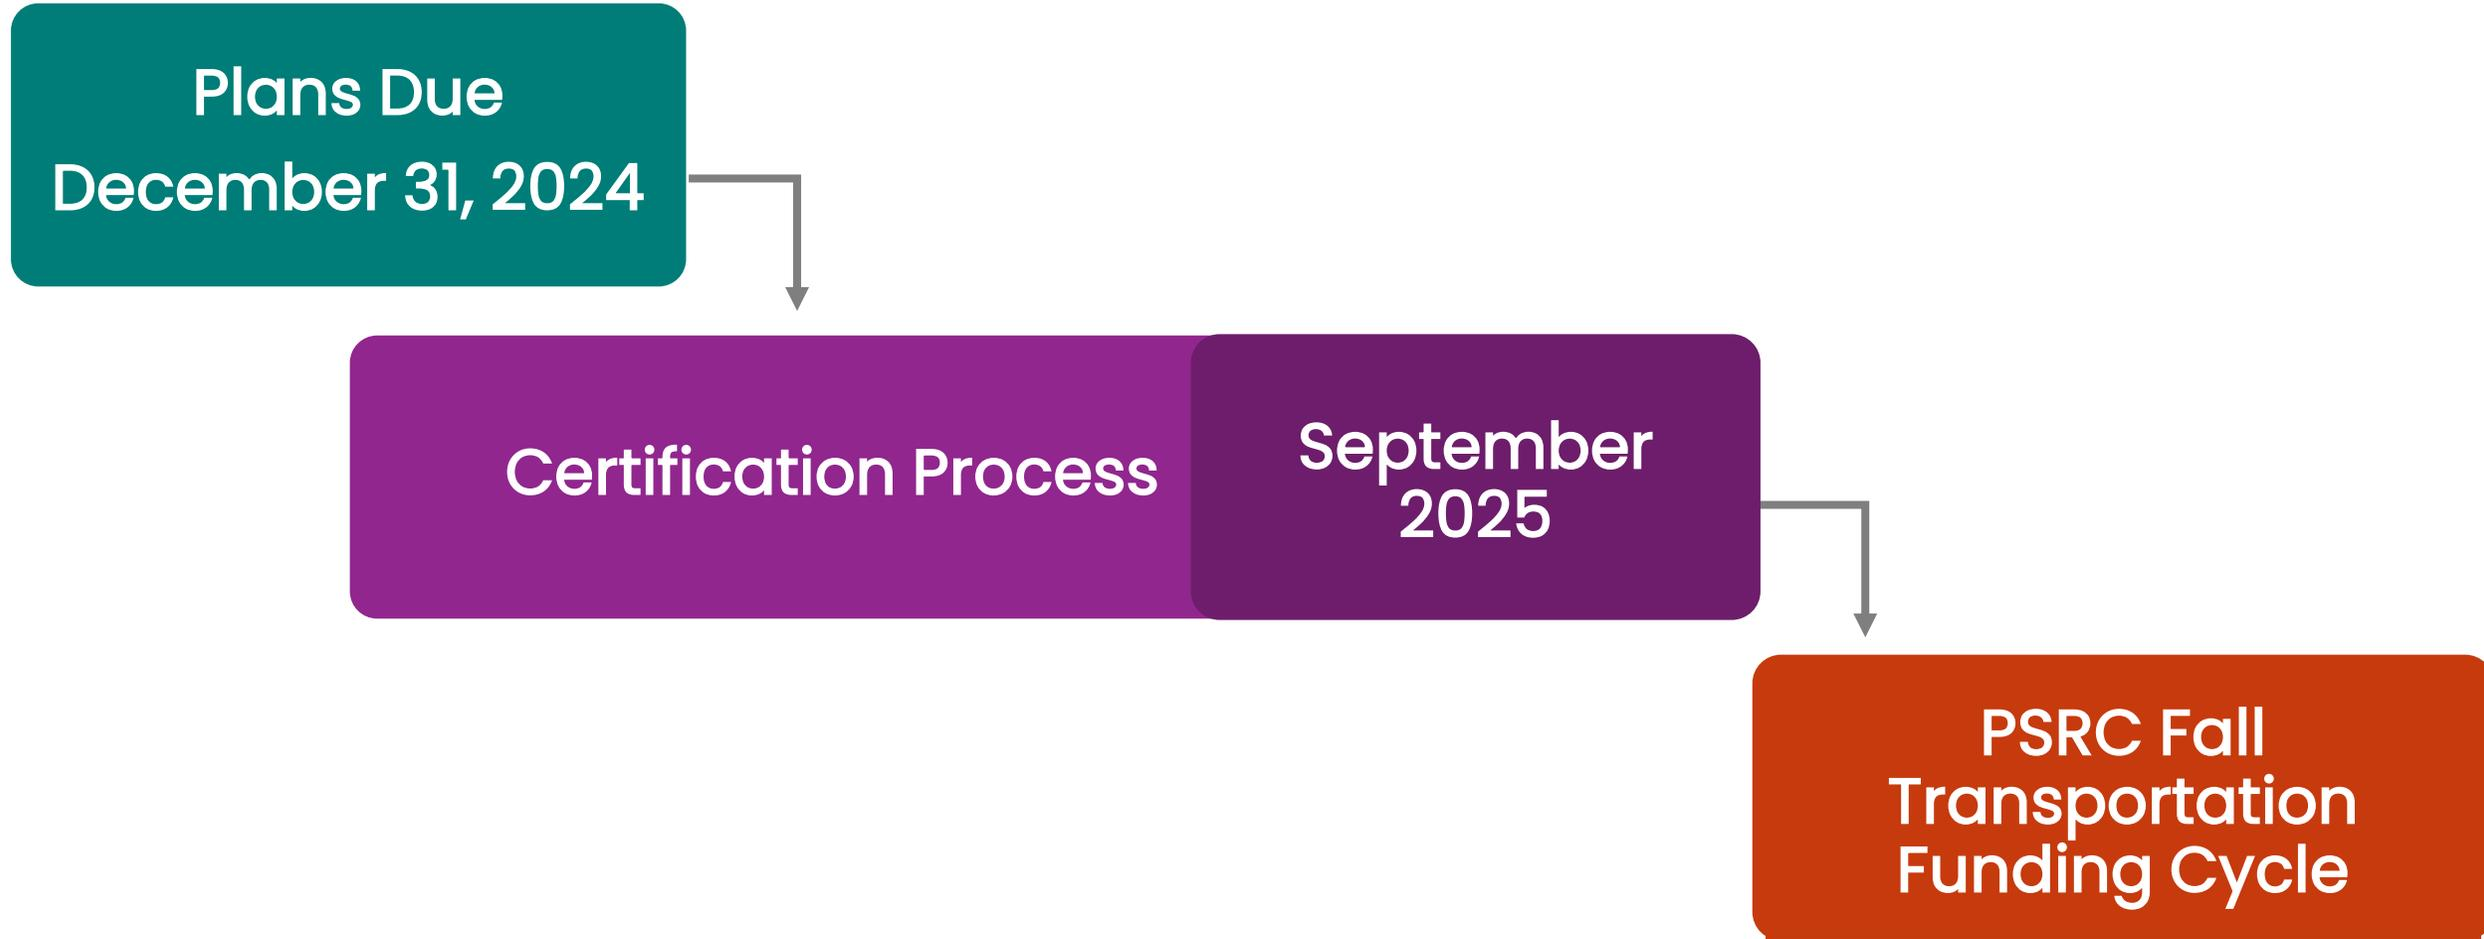 Plans Due
December 31, 2024
Certification Process
September
2025
PSRC Fall
Transportation
Funding Cycle